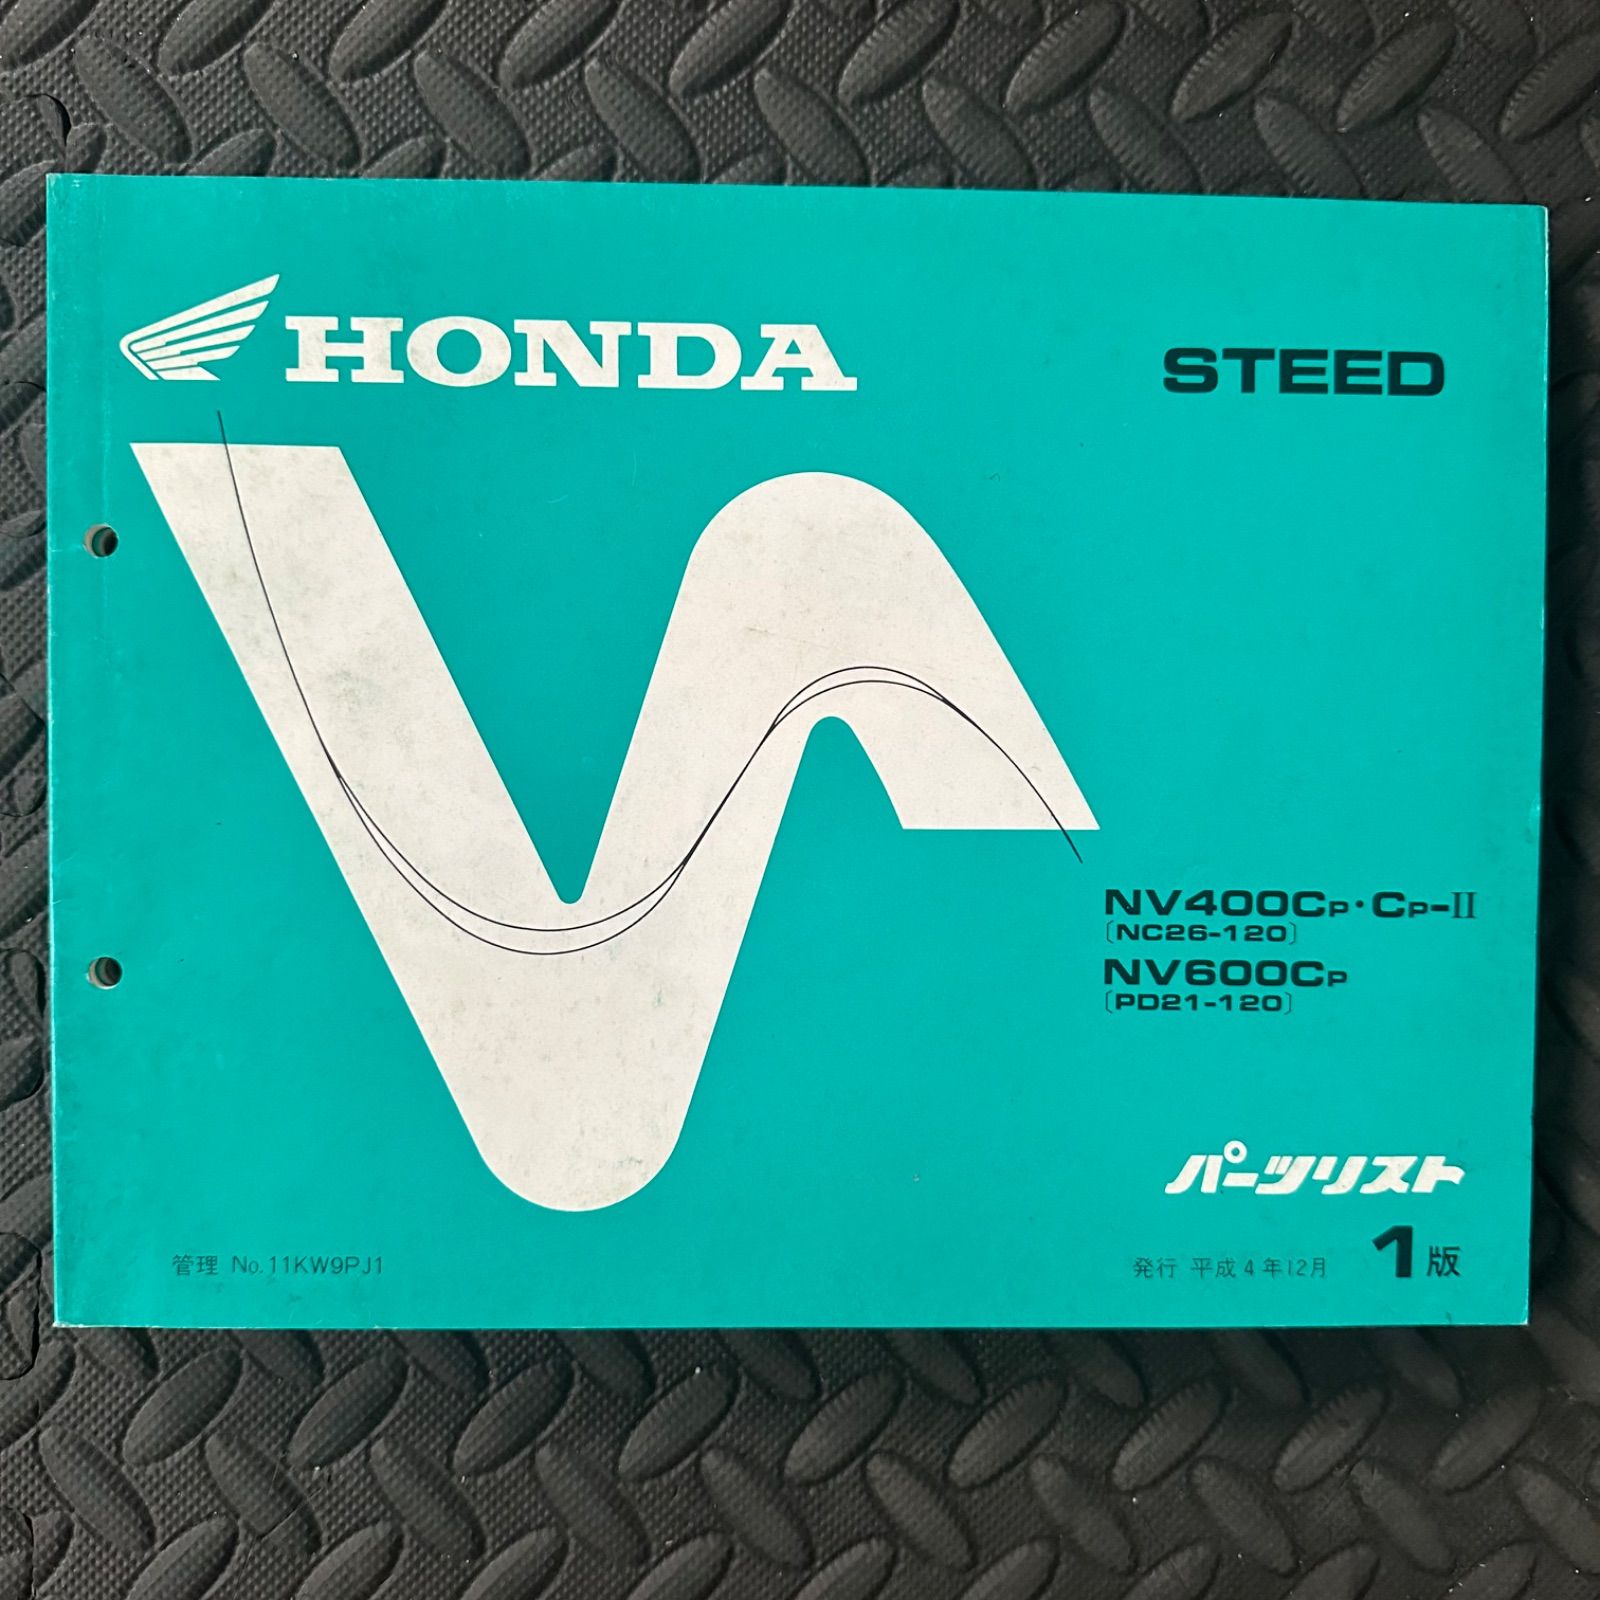 HONDA
STEED
NV400CP・CP-II
〔NC26-120〕
NV600CP
〔PD21-120〕
パーツリスト
管理 No.11KW9PJ1
発行 平成4年12月 1版